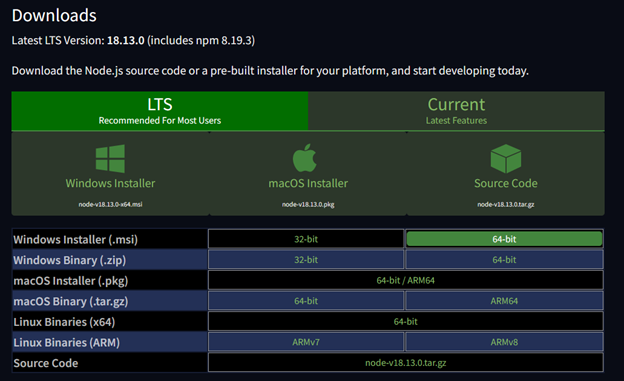 Downloads
Latest LTS Version: 18.13.0 (includes npm 8.19.3)
Download the Node.js source code or a pre-built installer for your platform, and start developing today.
LTS
Recommended For Most Users
Current
Latest Features
Windows Installer
node-v18.13.0-x64.msi
macOS Installer
node-v18.13.0.pkg
Source Code
node-v18.13.0.tar.gz
Windows Installer (.msi) 32-bit 64-bit
Windows Binary (.zip) 32-bit 64-bit
macOS Installer (.pkg) 64-bit / ARM64
macOS Binary (.tar.gz) 64-bit ARM64
Linux Binaries (x64) 64-bit
Linux Binaries (ARM) ARMv7 ARMv8
Source Code node-v18.13.0.tar.gz